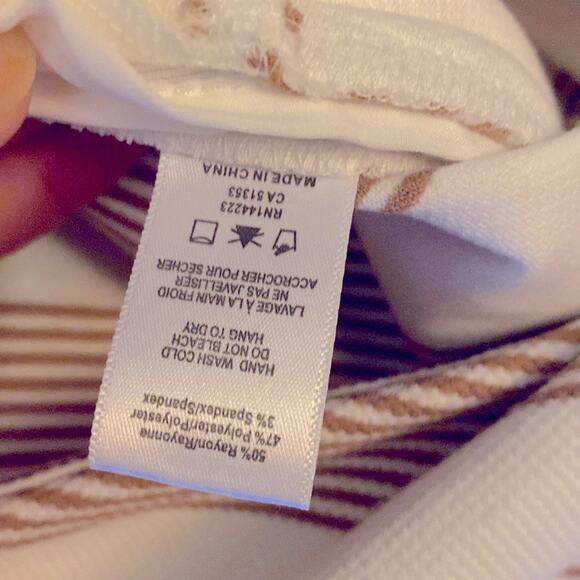 50% Rayon/Rayonne
47% Polyester/Polyester
3% Spandex/Spandex
HAND WASH COLD
DO NOT BLEACH
HANG TO DRY
LAVAGE À LA MAIN FROID
NE PAS JAVELLISER
ACCROCHER POUR SÉCHER
RN144223
CA 51353
MADE IN CHINA